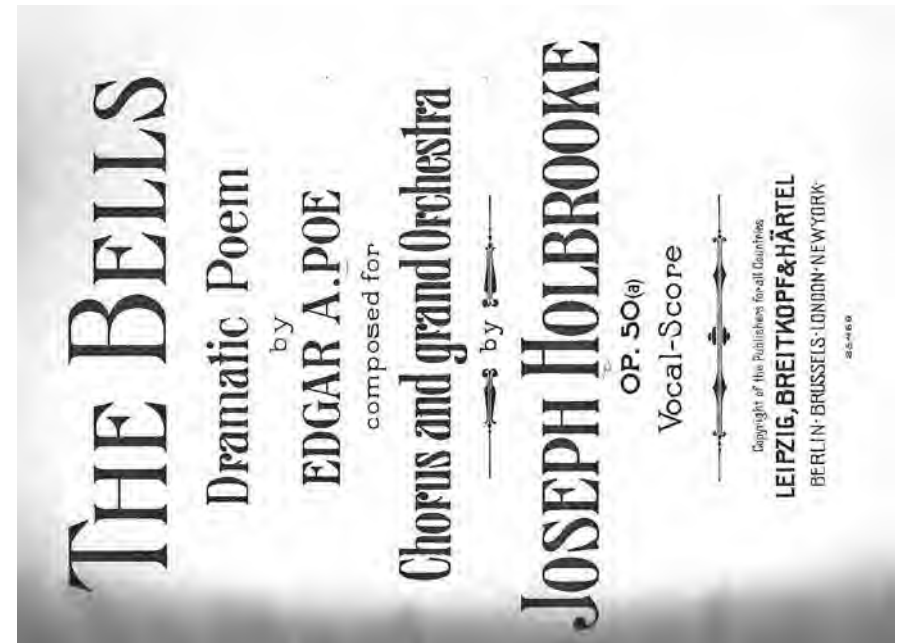 THE BELLS
Dramatic Poem
by
EDGAR A. POE
composed for
Chorus and grand Orchestra
by
JOSEPH HOLBROOKE
OP. 50(a)
Vocal-Score
Copyright of the Publishers for all Countries
LEIPZIG, BREITKOPF & HÄRTEL
BERLIN · BRUSSELS · LONDON · NEW YORK ·